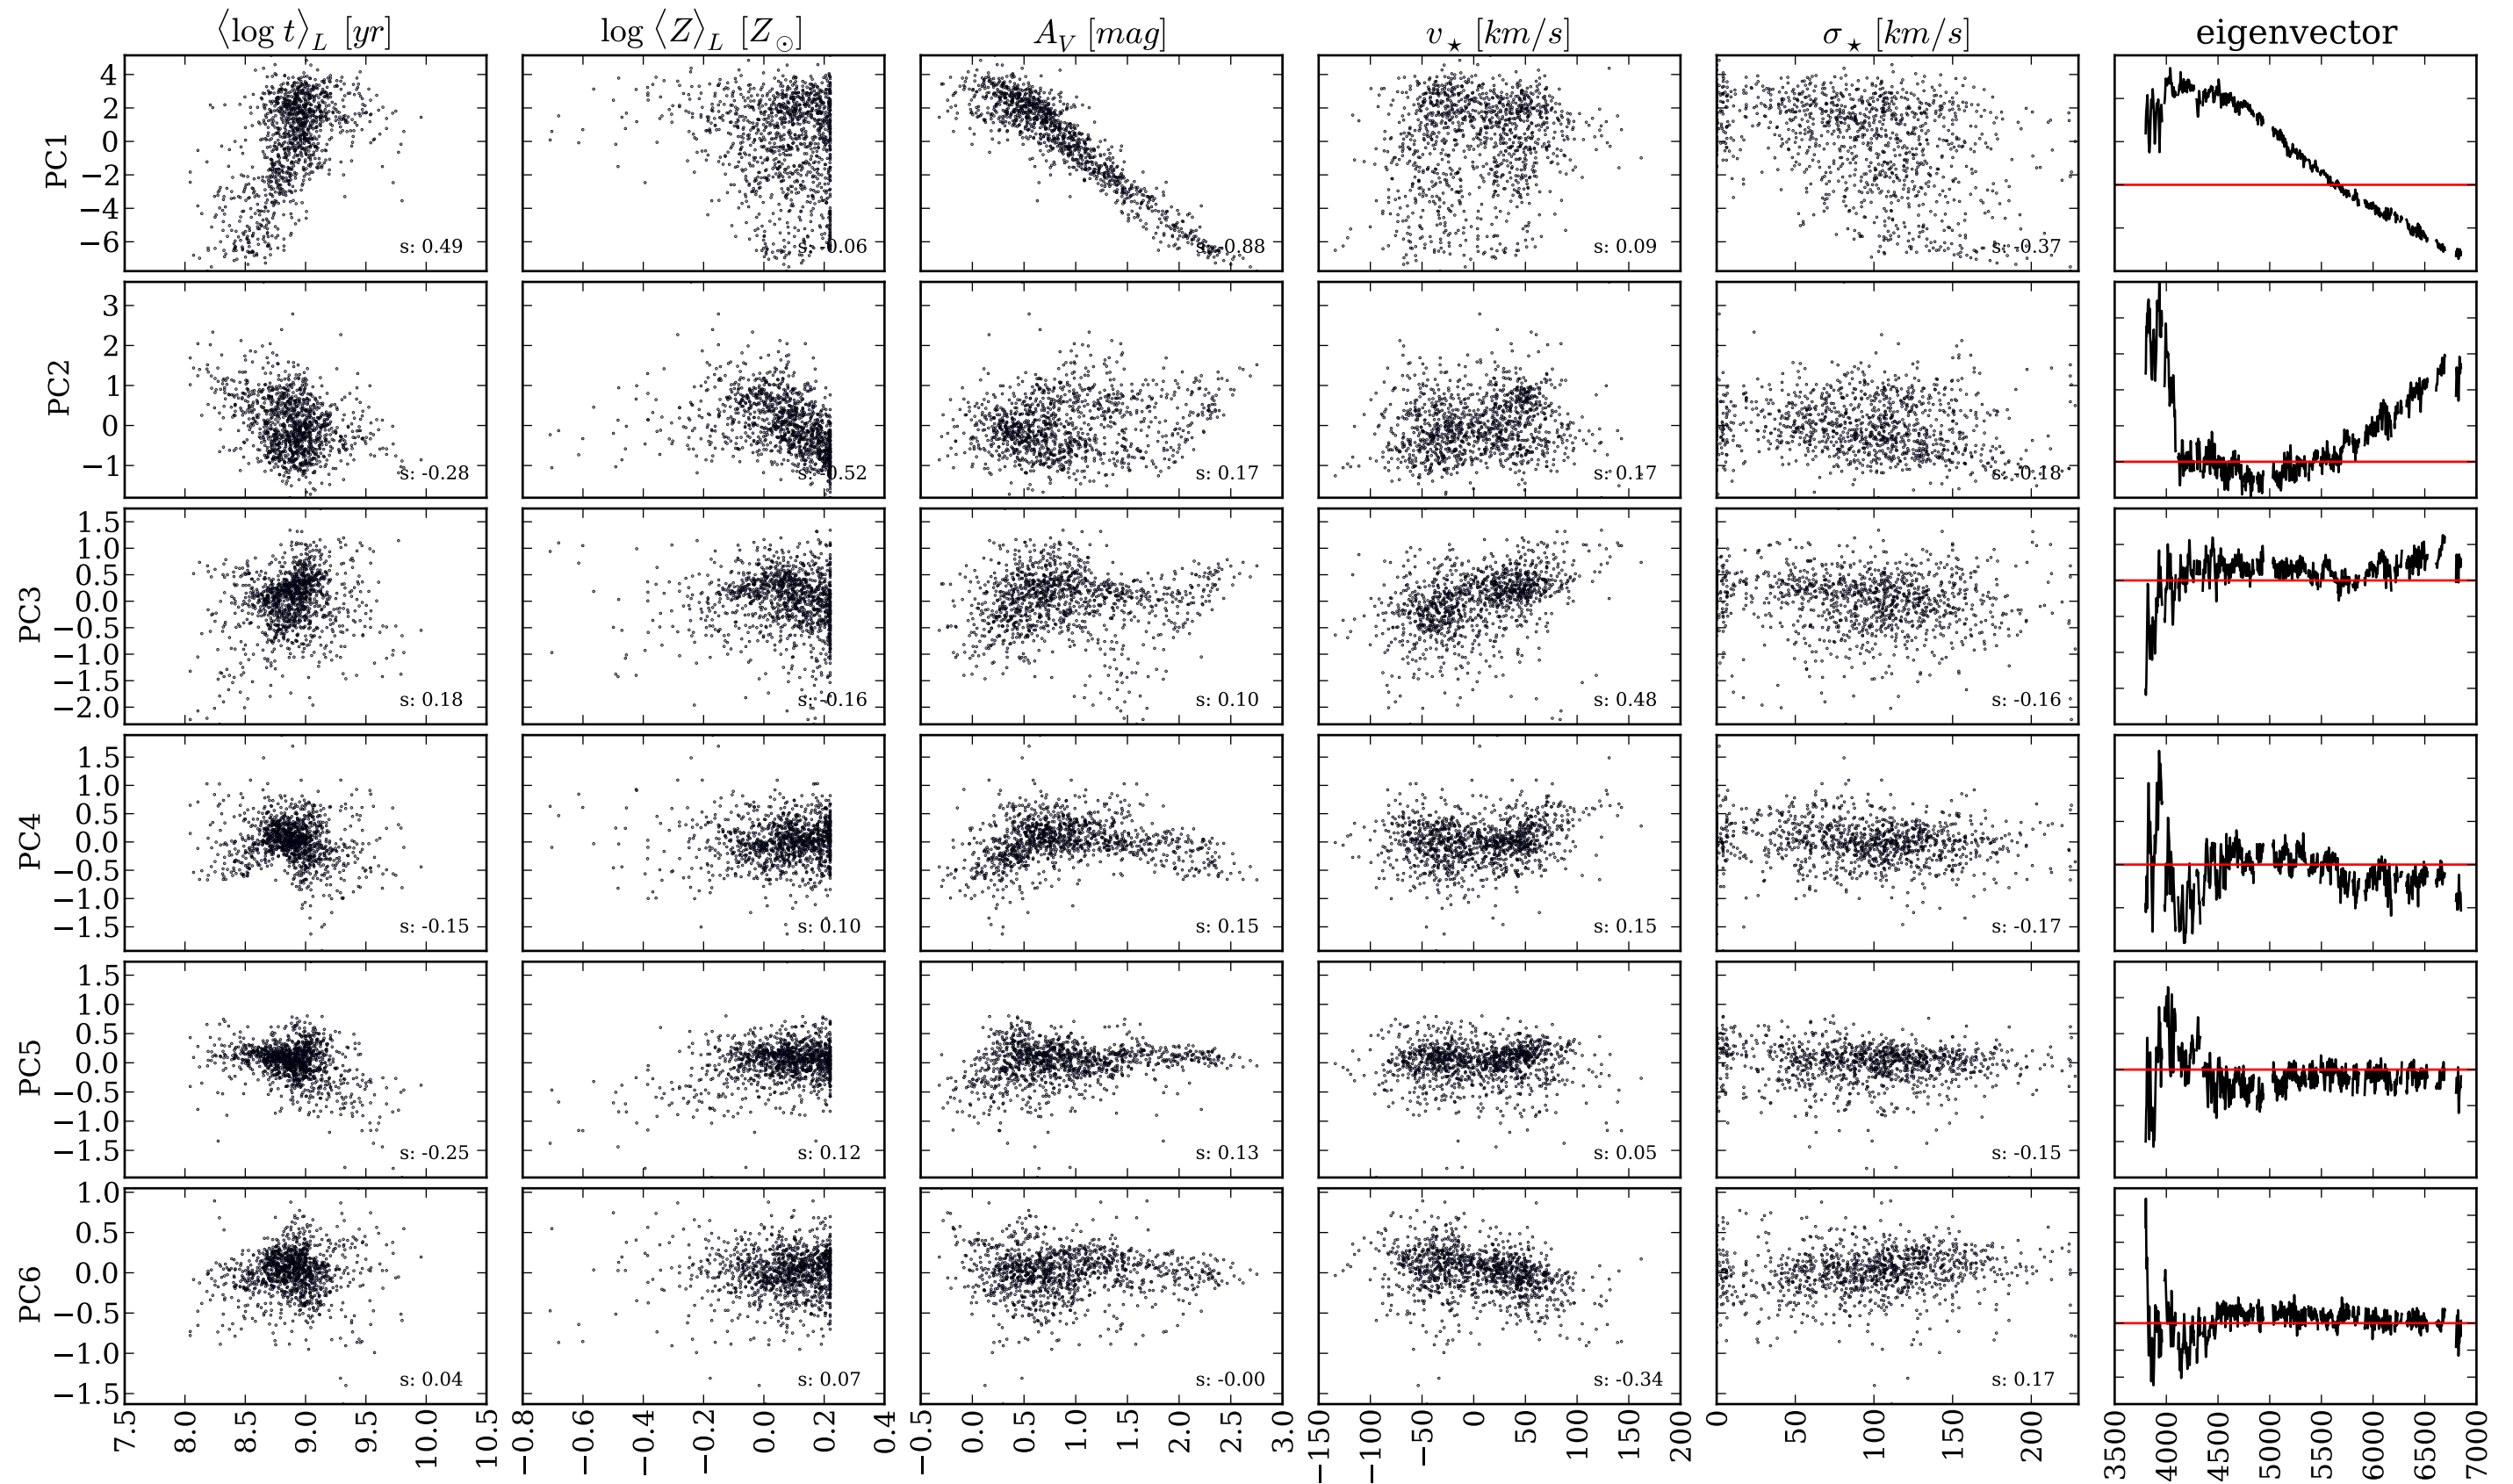 ⟨log t⟩_L [yr] log ⟨Z⟩_L [Z_⊙] A_V [mag] v_⋆ [km/s] σ_⋆ [km/s] eigenvector
PC1
4
2
0
−2
−4
−6
s: 0.49 s: -0.06 s: -0.88 s: 0.09 s: -0.37
PC2
3
2
1
0
−1
s: -0.28 s: -0.52 s: 0.17 s: 0.17 s: -0.18
PC3
1.5
1.0
0.5
0.0
−0.5
−1.0
−1.5
−2.0
s: 0.18 s: -0.16 s: 0.10 s: 0.48 s: -0.16
PC4
1.5
1.0
0.5
0.0
−0.5
−1.0
−1.5
s: -0.15 s: 0.10 s: 0.15 s: 0.15 s: -0.17
PC5
1.5
1.0
0.5
0.0
−0.5
−1.0
−1.5
s: -0.25 s: 0.12 s: 0.13 s: 0.05 s: -0.15
PC6
1.0
0.5
0.0
−0.5
−1.0
−1.5
s: 0.04 s: 0.07 s: -0.00 s: -0.34 s: 0.17
7.5 8.0 8.5 9.0 9.5 10.0 10.5 −0.8 −0.6 −0.4 −0.2 0.0 0.2 0.4 −0.5 0.0 0.5 1.0 1.5 2.0 2.5 3.0 −150 −100 −50 0 50 100 150 200 0 50 100 150 200 3500 4000 4500 5000 5500 6000 6500 7000